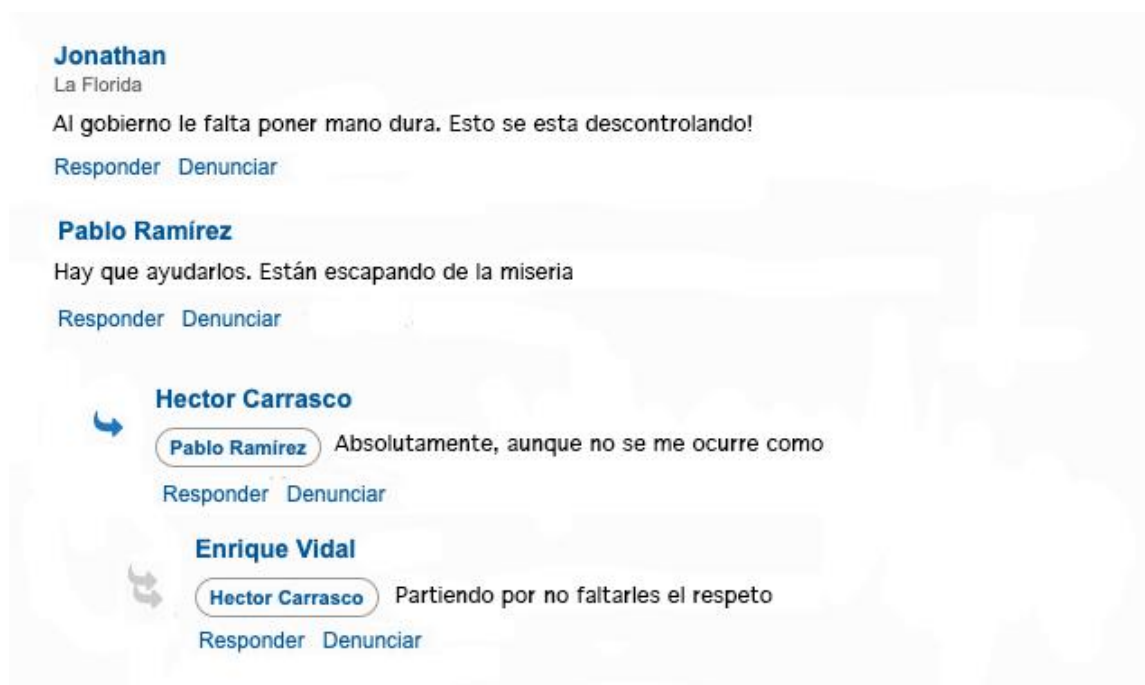 Jonathan
La Florida
Al gobierno le falta poner mano dura. Esto se esta descontrolando!
Responder Denunciar
Pablo Ramírez
Hay que ayudarlos. Están escapando de la miseria
Responder Denunciar
Hector Carrasco
Pablo Ramírez Absolutamente, aunque no se me ocurre como
Responder Denunciar
Enrique Vidal
Hector Carrasco Partiendo por no faltarles el respeto
Responder Denunciar